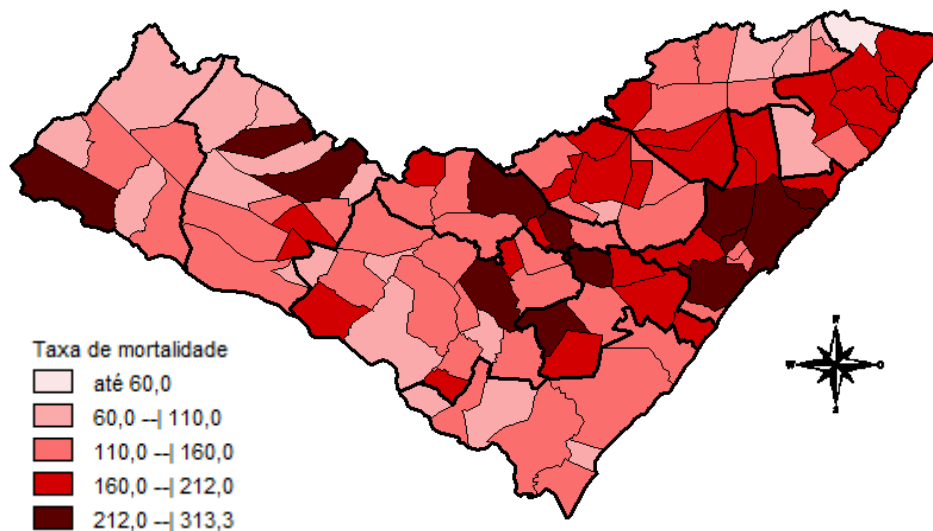 Taxa de mortalidade
até 60,0
60,0 --| 110,0
110,0 --| 160,0
160,0 --| 212,0
212,0 --| 313,3
N
W
O
S